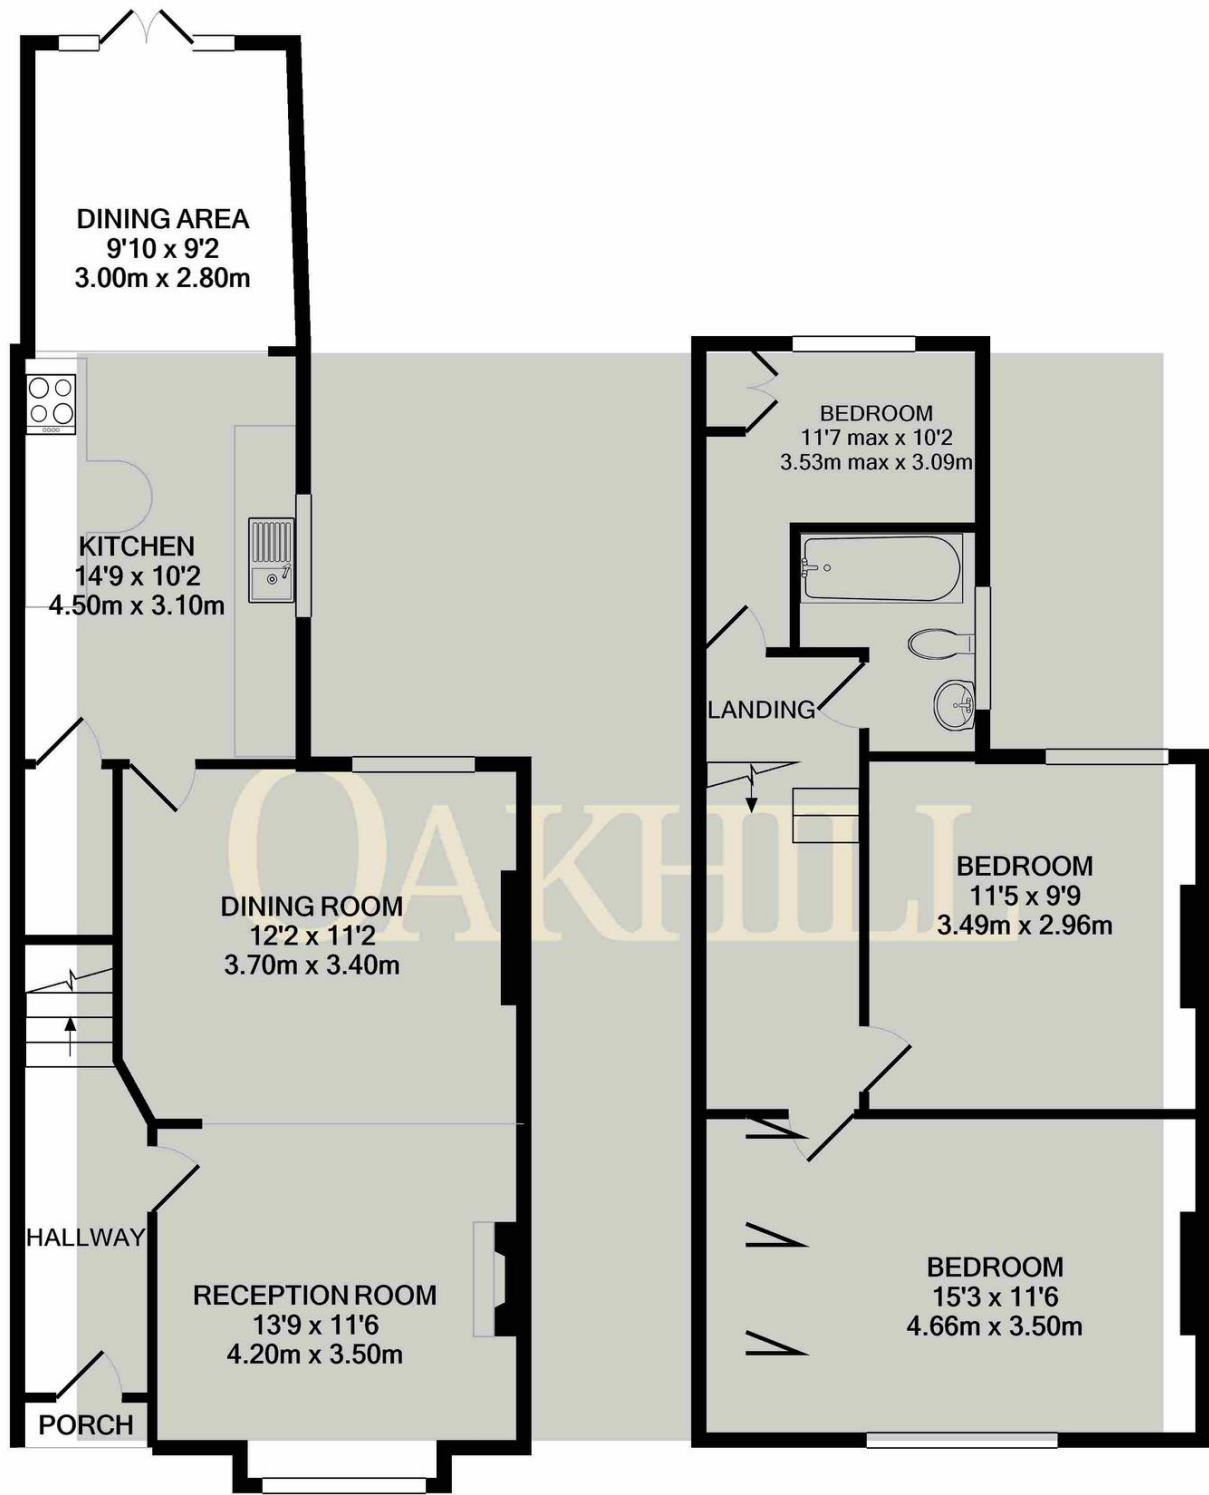 DINING AREA
9'10 x 9'2
3.00m x 2.80m
KITCHEN
14'9 x 10'2
4.50m x 3.10m
DINING ROOM
12'2 x 11'2
3.70m x 3.40m
HALLWAY
RECEPTION ROOM
13'9 x 11'6
4.20m x 3.50m
PORCH
BEDROOM
11'7 max x 10'2
3.53m max x 3.09m
LANDING
BEDROOM
11'5 x 9'9
3.49m x 2.96m
BEDROOM
15'3 x 11'6
4.66m x 3.50m
OAKHILL